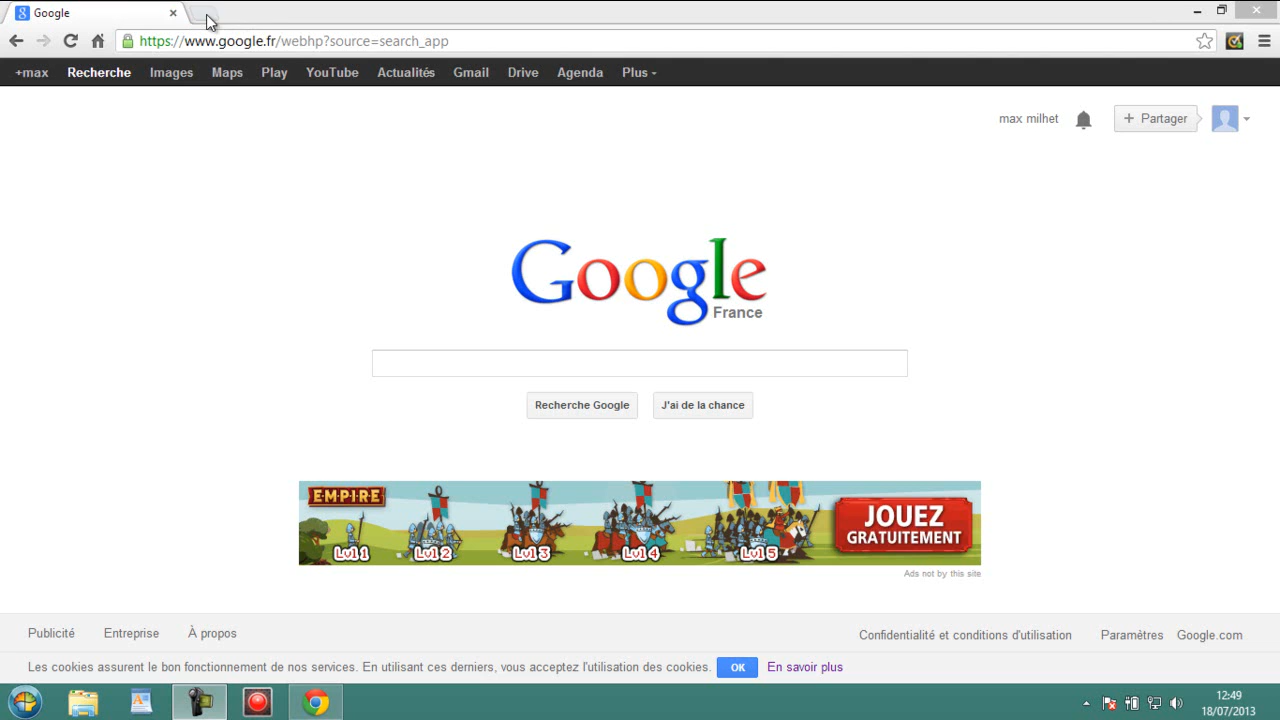 Google
https://www.google.fr/webhp?source=search_app
+max Recherche Images Maps Play YouTube Actualités Gmail Drive Agenda Plus
max milhet
+ Partager
Google
France
Recherche Google J'ai de la chance
EMPIRE
Lvl 1 Lvl 2 Lvl 3 Lvl 4 Lvl 5
JOUEZ
GRATUITEMENT
Ads not by this site
Publicité Entreprise À propos Confidentialité et conditions d'utilisation Paramètres Google.com
Les cookies assurent le bon fonctionnement de nos services. En utilisant ces derniers, vous acceptez l'utilisation des cookies. OK En savoir plus
12:49
18/07/2013